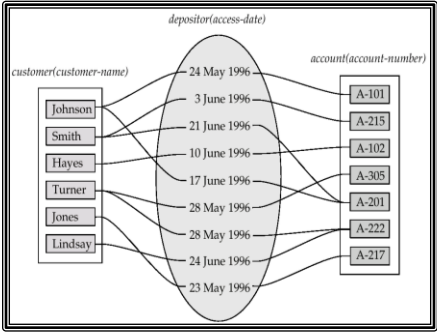 depositor(access-date)
customer(customer-name)
account(account-number)
Johnson
Smith
Hayes
Turner
Jones
Lindsay
24 May 1996
3 June 1996
21 June 1996
10 June 1996
17 June 1996
28 May 1996
28 May 1996
24 June 1996
23 May 1996
A-101
A-215
A-102
A-305
A-201
A-222
A-217